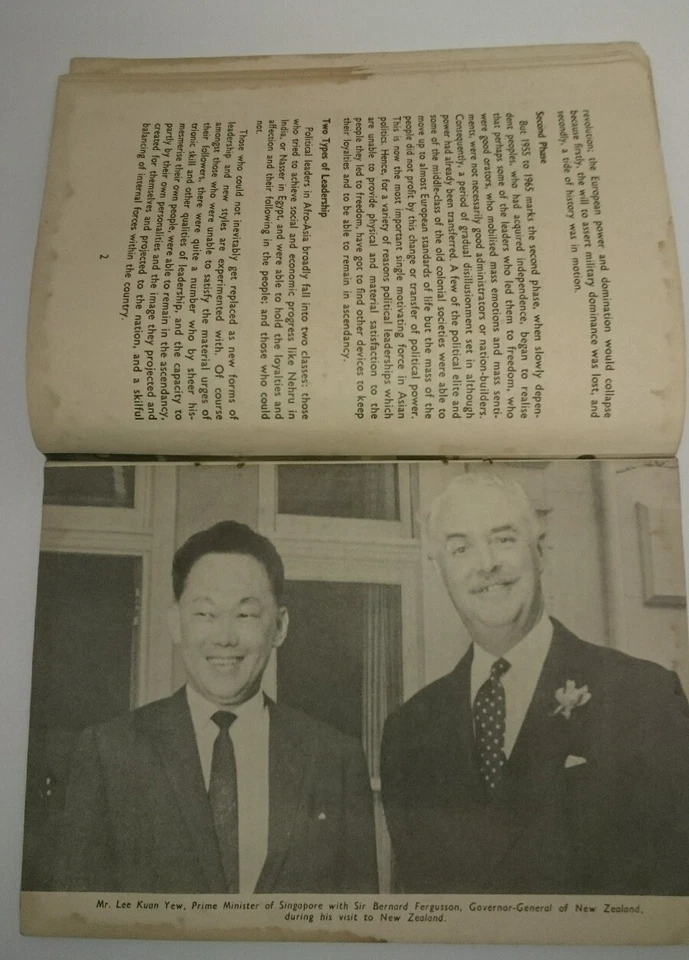 revolution; the European power and domination would collapse
because firstly, the will to assert military dominance was lost, and
secondly, a tide of history was in motion.
Second Phase
But 1955 to 1965 marks the second phase, when slowly depen-
dent peoples, who had acquired independence, began to realise
that perhaps some of the leaders who led them to freedom, who
were good orators, who mobilised mass emotions and mass senti-
ments, were not necessarily good administrators or nation-builders.
Consequently, a period of gradual disillusionment set in although
power had already been transferred. A few of the political elite and
some of the middle-class of the old colonial societies were able to
move up to almost European standards of life but the mass of the
people did not profit by this change or transfer of political power.
This is now the most important single motivating force in Asian
politics. Hence, for a variety of reasons political leaderships which
are unable to provide physical and material satisfaction to the
people they led to freedom, have got to find other devices to keep
their loyalties and to be able to remain in ascendancy.
Two Types of Leadership
Political leaders in Afro-Asia broadly fall into two classes: those
who tried to achieve social and economic progress like Nehru in
India, or Nasser in Egypt, and were able to hold the loyalties and
affection and their following in the people; and those who could
not.
Those who could not inevitably get replaced as new forms of
leadership and new styles are experimented with. Of course
amongst those who were unable to satisfy the material urges of
their followers, there were quite a number who by sheer his-
trionic skill and other qualities of leadership, and the capacity to
mesmerise their own people, were able to remain in the ascendancy,
partly by their own personalities and the image they projected and
created for themselves and projected to the nation, and a skilful
balancing of internal forces within the country.
2
Mr. Lee Kuan Yew, Prime Minister of Singapore with Sir Bernard Fergusson, Governor-General of New Zealand,
during his visit to New Zealand.